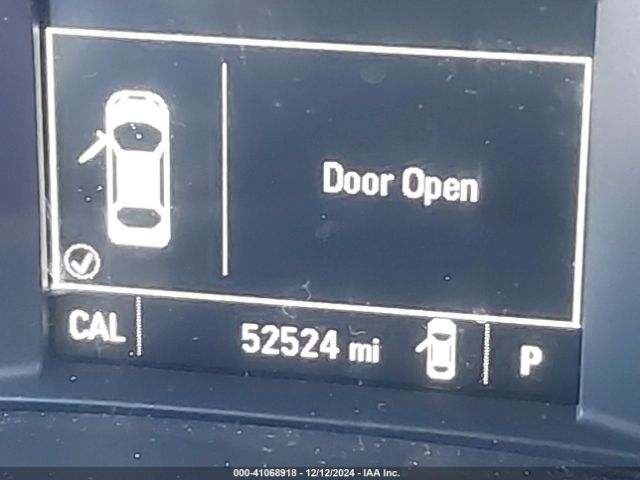 Door Open
CAL 52524 mi P
000-41068918 - 12/12/2024 - IAA Inc.